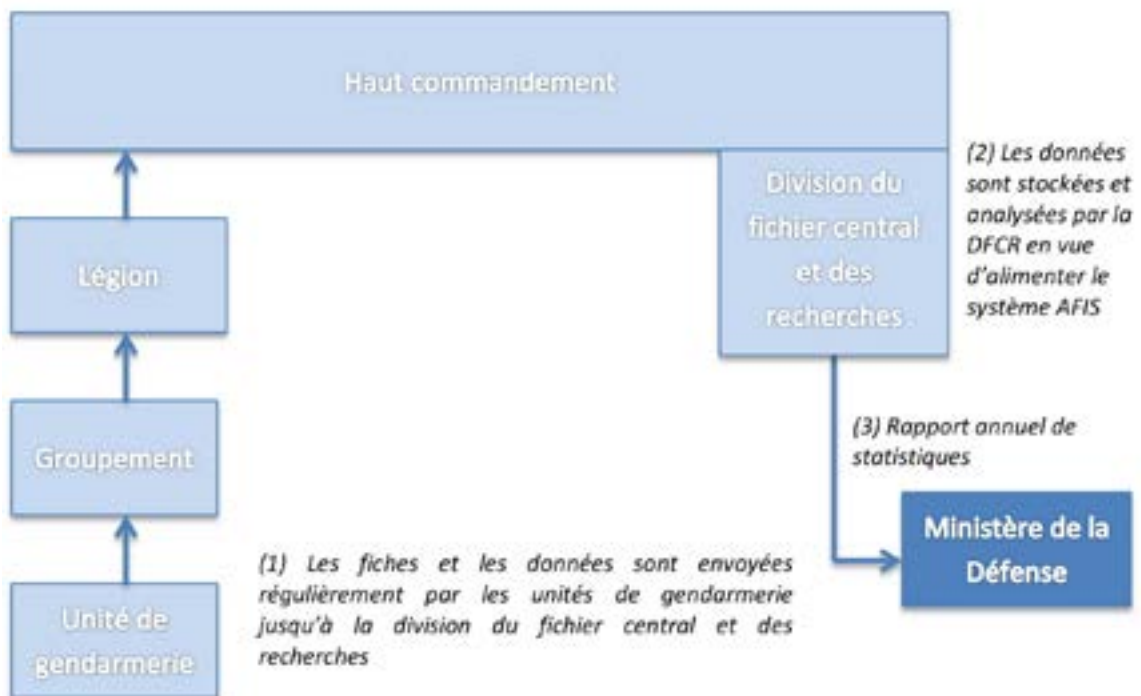 Haut commandement
Division du
fichier central
et des
recherches
(2) Les données
sont stockées et
analysées par la
DFCR en vue
d'alimenter le
système AFIS
Légion
Groupement
(3) Rapport annuel de
statistiques
Ministère de la
Défense
Unité de
gendarmerie
(1) Les fiches et les données sont envoyées
régulièrement par les unités de gendarmerie
jusqu'à la division du fichier central et des
recherches